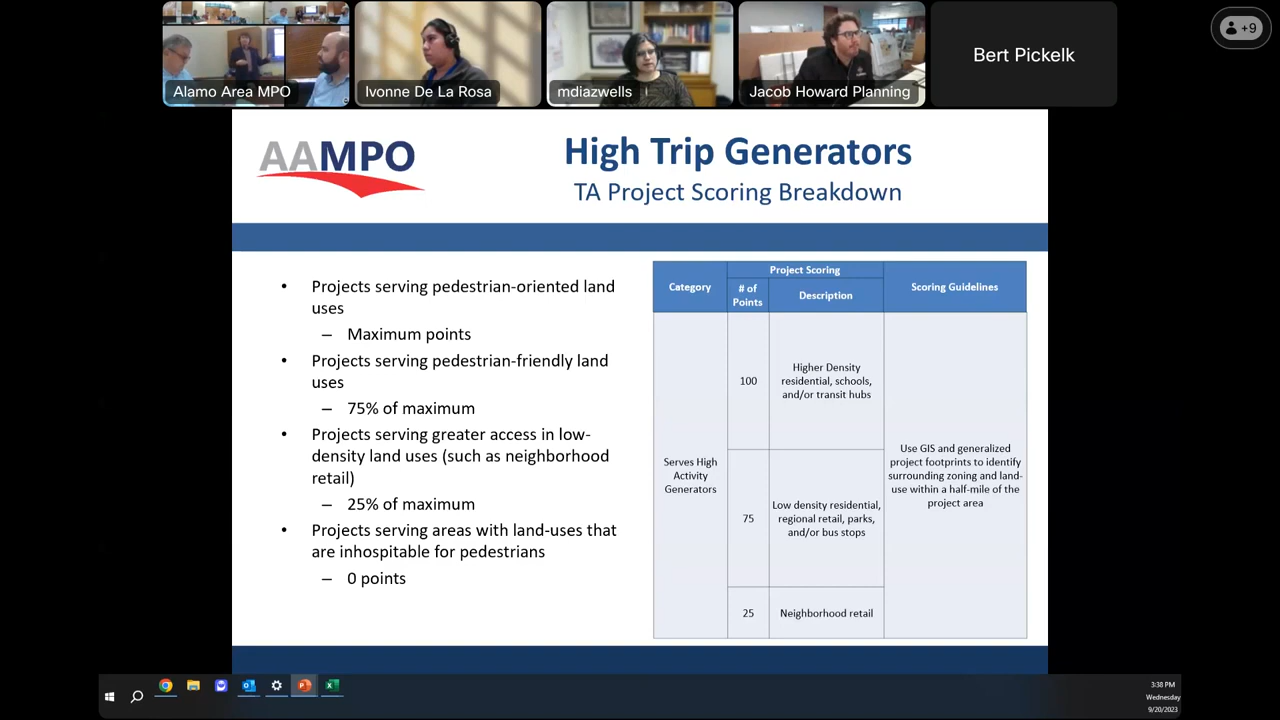 +9
Alamo Area MPO
Ivonne De La Rosa
mdiazwells
Jacob Howard Planning
Bert Pickelk
AAMPO
High Trip Generators
TA Project Scoring Breakdown
• Projects serving pedestrian-oriented land
uses
– Maximum points
• Projects serving pedestrian-friendly land
uses
– 75% of maximum
• Projects serving greater access in low-
density land uses (such as neighborhood
retail)
– 25% of maximum
• Projects serving areas with land-uses that
are inhospitable for pedestrians
– 0 points
Category
Project Scoring
# of
Points
Description
Scoring Guidelines
Serves High
Activity
Generators
100
Higher Density
residential, schools,
and/or transit hubs
75
Low density residential,
regional retail, parks,
and/or bus stops
25
Neighborhood retail
Use GIS and generalized
project footprints to identify
surrounding zoning and land-
use within a half-mile of the
project area
3:38 PM
Wednesday
9/20/2023